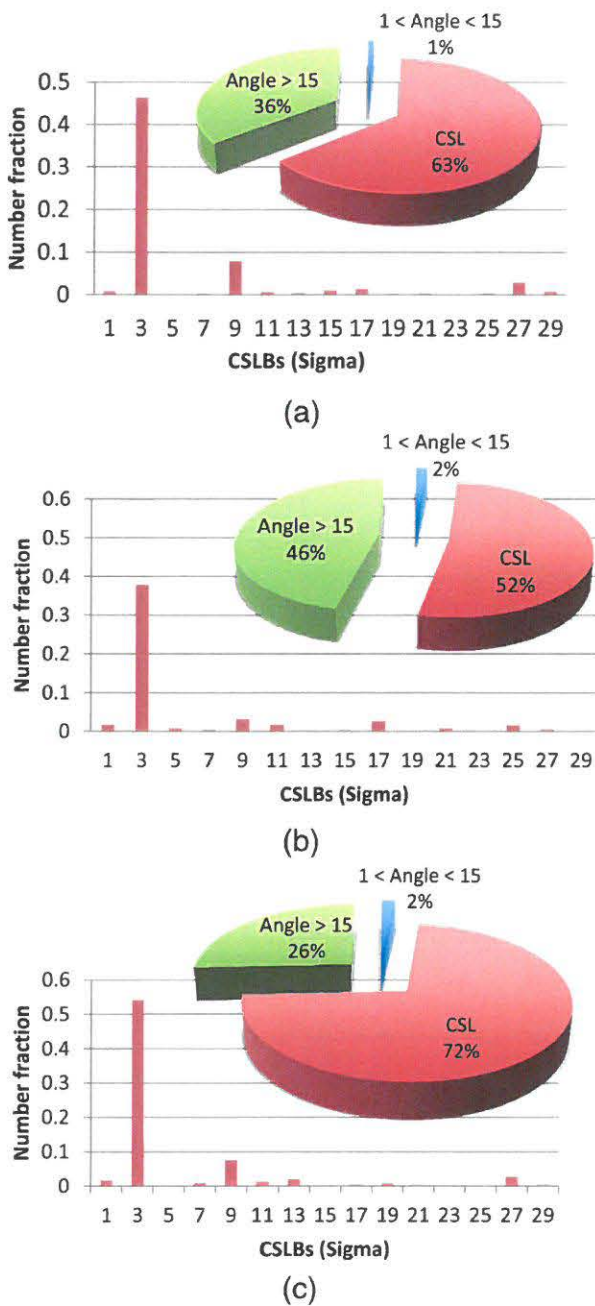 1 < Angle < 15
1%
Angle > 15
36%
CSL
63%
Number fraction
0.5
0.4
0.3
0.2
0.1
0
1 3 5 7 9 11 13 15 17 19 21 23 25 27 29
CSLBs (Sigma)
(a)
1 < Angle < 15
2%
Angle > 15
46%
CSL
52%
Number fraction
0.6
0.5
0.4
0.3
0.2
0.1
0
1 3 5 7 9 11 13 15 17 19 21 23 25 27 29
CSLBs (Sigma)
(b)
1 < Angle < 15
2%
Angle > 15
26%
CSL
72%
Number fraction
0.6
0.5
0.4
0.3
0.2
0.1
0
1 3 5 7 9 11 13 15 17 19 21 23 25 27 29
CSLBs (Sigma)
(c)